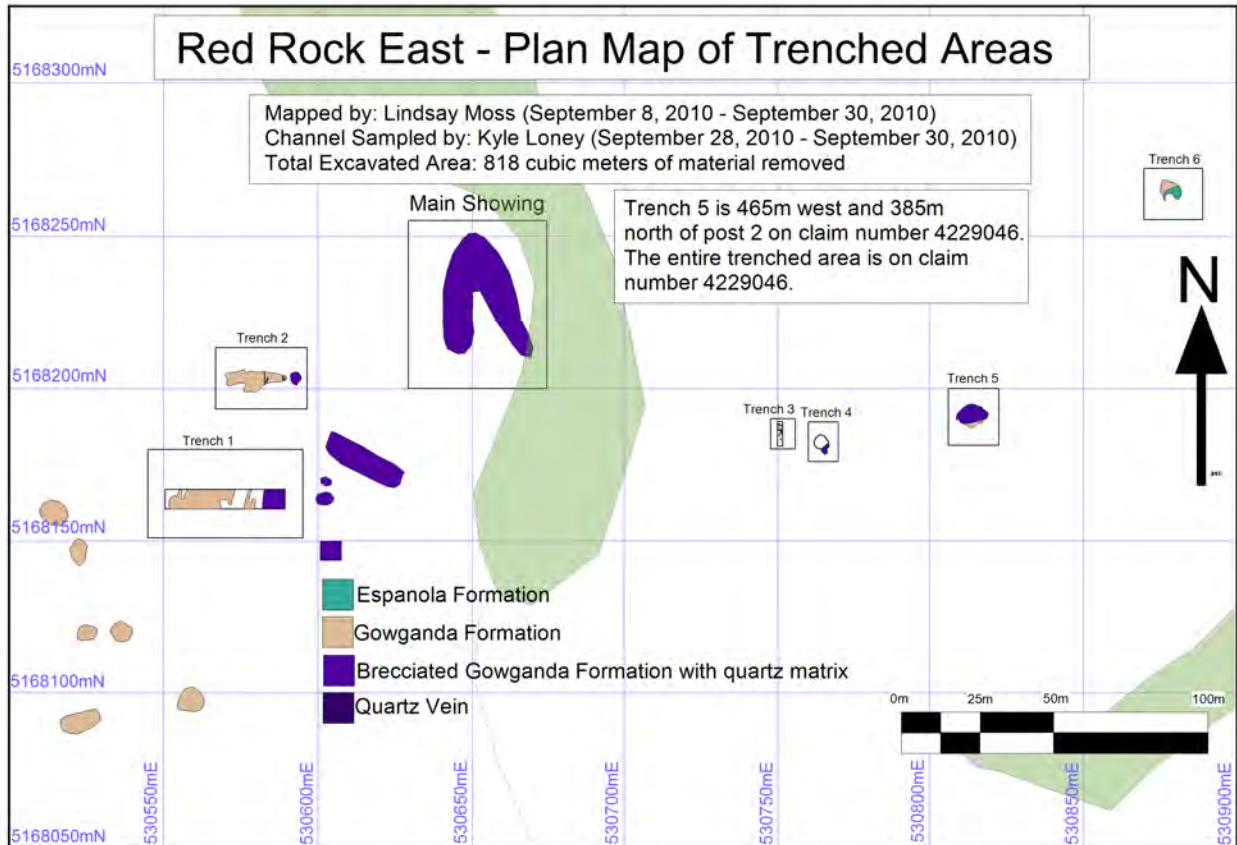 Red Rock East - Plan Map of Trenched Areas
5168300mN
Mapped by: Lindsay Moss (September 8, 2010 - September 30, 2010)
Channel Sampled by: Kyle Loney (September 28, 2010 - September 30, 2010)
Total Excavated Area: 818 cubic meters of material removed
Trench 6
Main Showing
Trench 5 is 465m west and 385m
north of post 2 on claim number 4229046.
The entire trenched area is on claim
number 4229046.
5168250mN
N
Trench 2
5168200mN
Trench 5
Trench 3
Trench 4
Trench 1
5168150mN
Espanola Formation
Gowganda Formation
Brecciated Gowganda Formation with quartz matrix
Quartz Vein
5168100mN
0m 25m 50m 100m
530550mE
530600mE
530650mE
530700mE
530750mE
530800mE
530850mE
530900mE
5168050mN